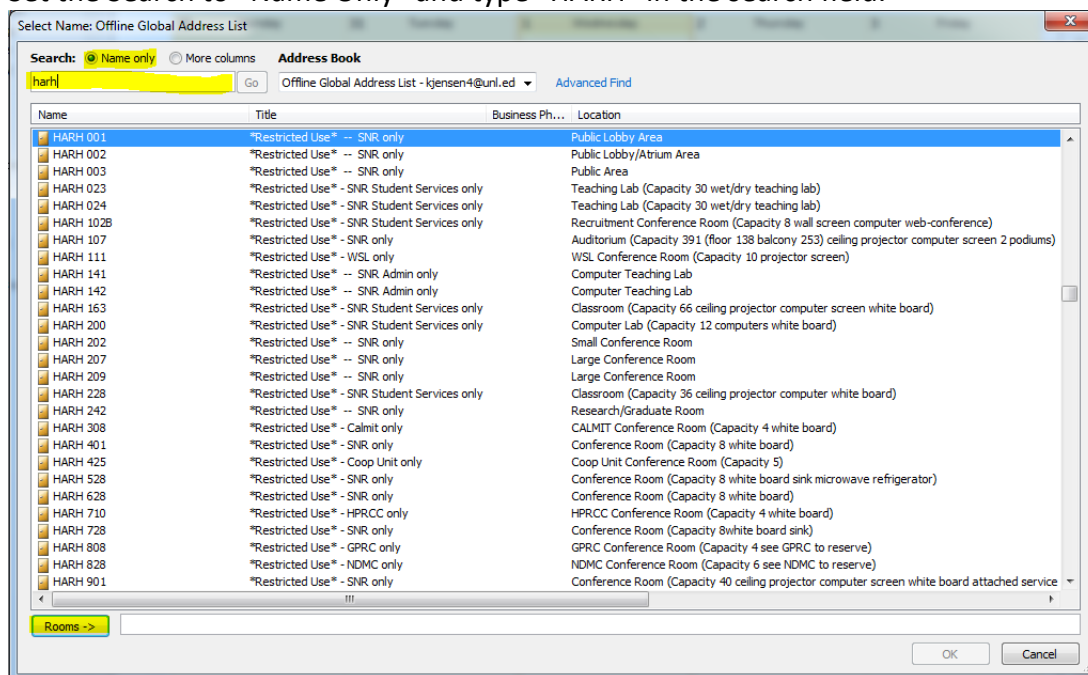 Set the Search to "Name Only" and type "HARH" in the search field.
Select Name: Offline Global Address List
Search: Name only More columns Address Book
harh Go Offline Global Address List - kjensen4@unl.ed Advanced Find
Name Title Business Ph... Location
HARH 001 *Restricted Use* -- SNR only Public Lobby Area
HARH 002 *Restricted Use* -- SNR only Public Lobby/Atrium Area
HARH 003 *Restricted Use* -- SNR only Public Area
HARH 023 *Restricted Use* - SNR Student Services only Teaching Lab (Capacity 30 wet/dry teaching lab)
HARH 024 *Restricted Use* - SNR Student Services only Teaching Lab (Capacity 30 wet/dry teaching lab)
HARH 102B *Restricted Use* - SNR Student Services only Recruitment Conference Room (Capacity 8 wall screen computer web-conference)
HARH 107 *Restricted Use* - SNR only Auditorium (Capacity 391 (floor 138 balcony 253) ceiling projector computer screen 2 podiums)
HARH 111 *Restricted Use* - WSL only WSL Conference Room (Capacity 10 projector screen)
HARH 141 *Restricted Use* -- SNR Admin only Computer Teaching Lab
HARH 142 *Restricted Use* -- SNR Admin only Computer Teaching Lab
HARH 163 *Restricted Use* - SNR Student Services only Classroom (Capacity 66 ceiling projector computer screen white board)
HARH 200 *Restricted Use* - SNR Student Services only Computer Lab (Capacity 12 computers white board)
HARH 202 *Restricted Use* -- SNR only Small Conference Room
HARH 207 *Restricted Use* -- SNR only Large Conference Room
HARH 209 *Restricted Use* -- SNR only Large Conference Room
HARH 228 *Restricted Use* - SNR Student Services only Classroom (Capacity 36 ceiling projector computer white board)
HARH 242 *Restricted Use* -- SNR only Research/Graduate Room
HARH 308 *Restricted Use* - Calmit only CALMIT Conference Room (Capacity 4 white board)
HARH 401 *Restricted Use* - SNR only Conference Room (Capacity 8 white board)
HARH 425 *Restricted Use* - Coop Unit only Coop Unit Conference Room (Capacity 5)
HARH 528 *Restricted Use* - SNR only Conference Room (Capacity 8 white board sink microwave refrigerator)
HARH 628 *Restricted Use* - SNR only Conference Room (Capacity 8 white board)
HARH 710 *Restricted Use* - HPRCC only HPRCC Conference Room (Capacity 4 white board)
HARH 728 *Restricted Use* - SNR only Conference Room (Capacity 8white board sink)
HARH 808 *Restricted Use* - GPRC only GPRC Conference Room (Capacity 4 see GPRC to reserve)
HARH 828 *Restricted Use* - NDMC only NDMC Conference Room (Capacity 6 see NDMC to reserve)
HARH 901 *Restricted Use* - SNR only Conference Room (Capacity 40 ceiling projector computer screen white board attached service
Rooms ->
OK Cancel